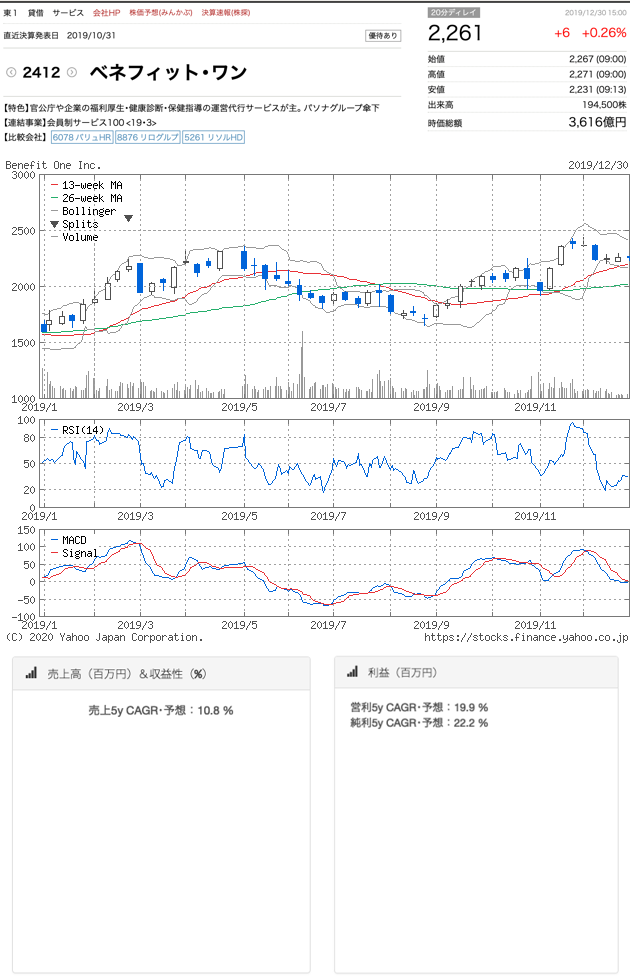 東1 貸借 サービス 会社HP 株価予想(みんかぶ) 決算速報(株探)
直近決算発表日 2019/10/31
優待あり
2412 ベネフィット・ワン
【特色】官公庁や企業の福利厚生・健康診断・保健指導の運営代行サービスが主。パソナグループ傘下
【連結事業】会員制サービス100<19・3>
【比較会社】 6078 バリュHR 8876 リログルプ 5261 リソルHD
20分ディレイ 2019/12/30 15:00
2,261 +6 +0.26%
始値 2,267 (09:00)
高値 2,271 (09:00)
安値 2,231 (09:13)
出来高 194,500株
時価総額 3,616億円
Benefit One Inc. 2019/12/30
3000
13-week MA
26-week MA
Bollinger
Splits
Volume
2500
2000
1500
1000
2019/1 2019/3 2019/5 2019/7 2019/9 2019/11
100
RSI(14)
80
50
20
0
2019/1 2019/3 2019/5 2019/7 2019/9 2019/11
150
MACD
100
Signal
50
0
-50
-100
2019/1 2019/3 2019/5 2019/7 2019/9 2019/11
(C) 2020 Yahoo Japan Corporation. https://stocks.finance.yahoo.co.jp
売上高（百万円）＆収益性（%）
売上5y CAGR・予想：10.8 %
利益（百万円）
営利5y CAGR・予想：19.9 %
純利5y CAGR・予想：22.2 %